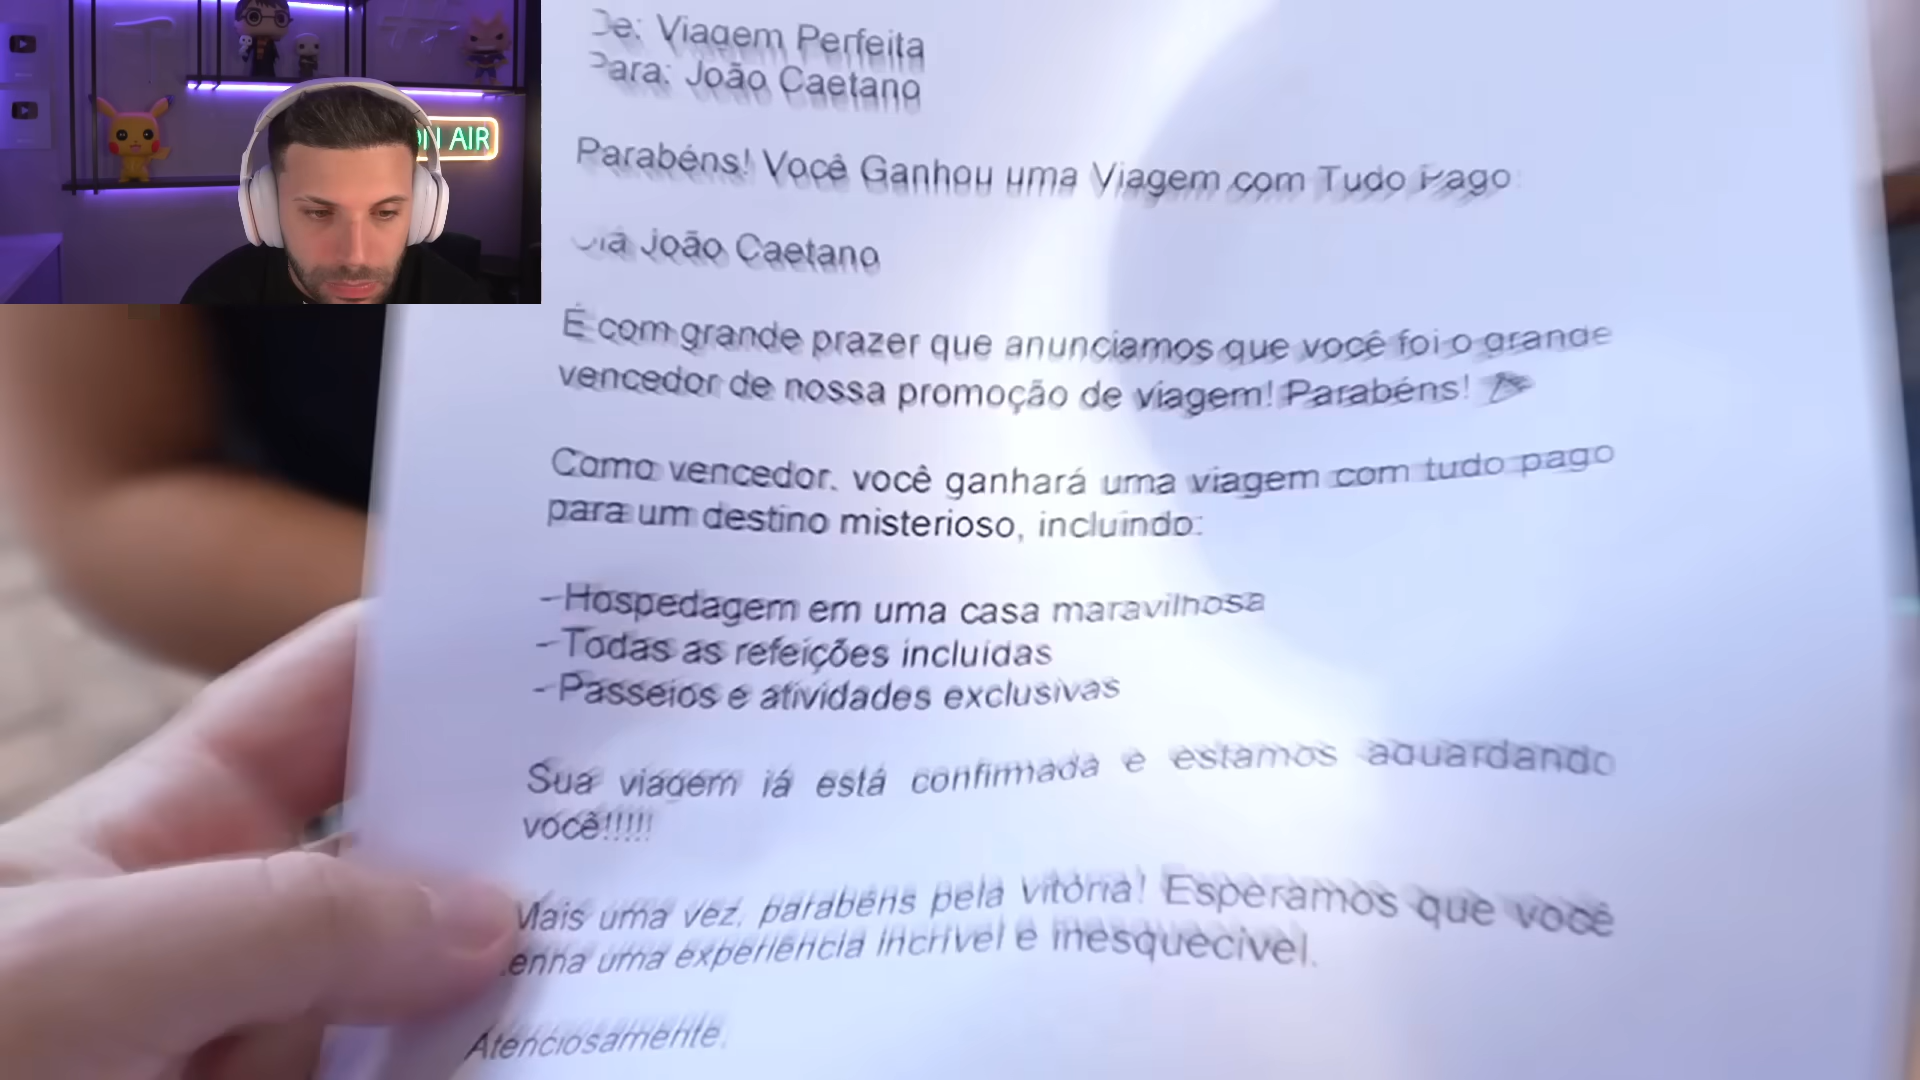 ON AIR
De: Viagem Perfeita
Para: João Caetano
Parabéns! Você Ganhou uma Viagem com Tudo Pago
João Caetano
É com grande prazer que anunciamos que você foi o grande
vencedor de nossa promoção de viagem! Parabéns!
Como vencedor, você ganhará uma viagem com tudo pago
para um destino misterioso, incluindo:
- Hospedagem em uma casa maravilhosa
- Todas as refeições incluídas
- Passeios e atividades exclusivas
Sua viagem já está confirmada e estamos aguardando
você!!!!!
Mais uma vez, parabéns pela vitória! Esperamos que você
tenha uma experiência incrível e inesquecível.
Atenciosamente,